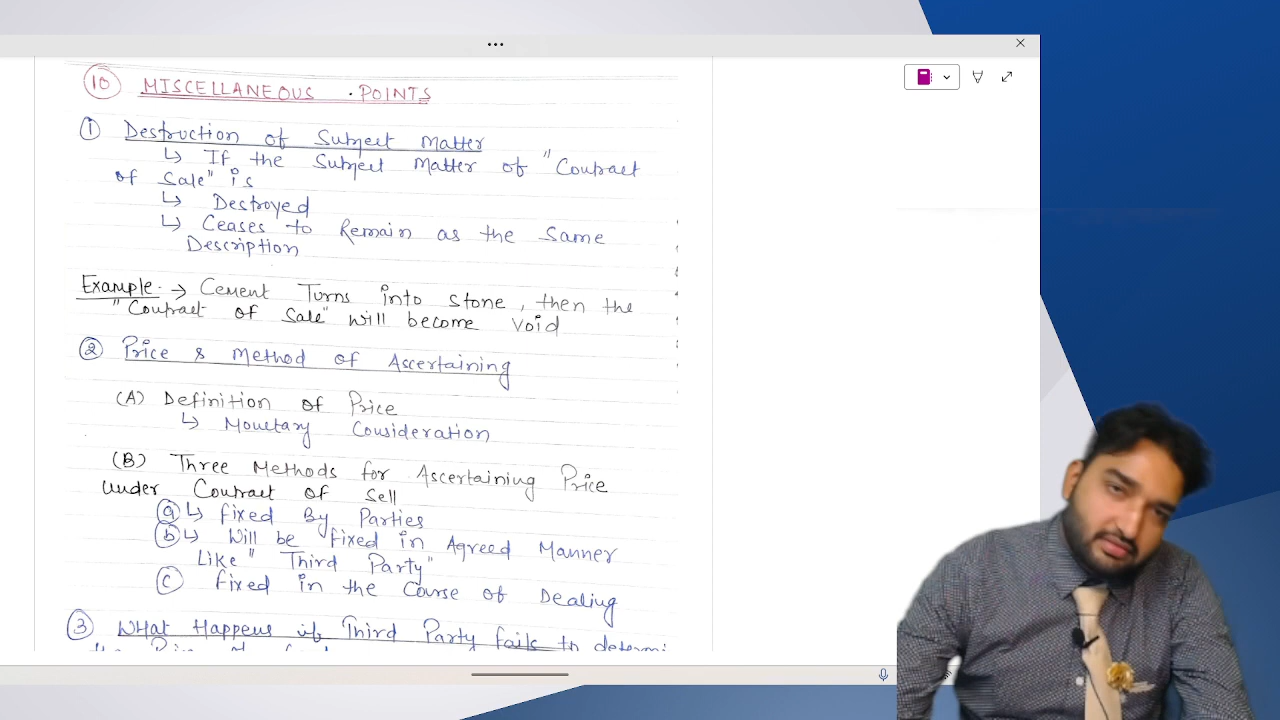 10 MISCELLANEOUS . POINTS
① Destruction of Subject Matter
↳ If the Subject Matter of "Contract
of Sale" is
↳ Destroyed
↳ Ceases to Remain as the Same
Description
Example. → Cement Turns into stone, then the
"Contract of Sale" will become void
② Price & Method of Ascertaining
(A) Definition of Price
↳ Monetary Consideration
(B) Three Methods for Ascertaining Price
under Contract of Sell
ⓐ ↳ fixed By Parties
ⓑ ↳ Will be fixed in Agreed Manner
Like "Third Party"
ⓒ fixed in the Course of Dealing
③ WHat Happens if Third Party fails to determi